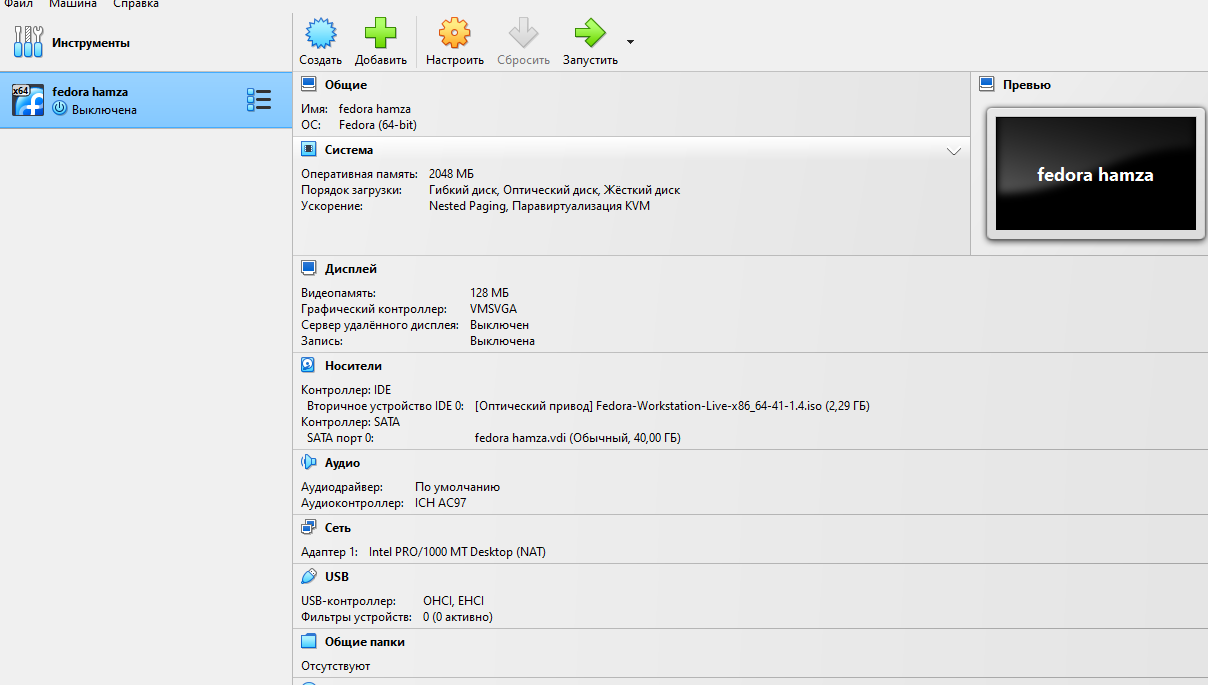 Файл Машина Справка
Инструменты
Создать Добавить Настроить Сбросить Запустить
x64
fedora hamza
Выключена
Общие
Имя: fedora hamza
ОС: Fedora (64-bit)
Система
Оперативная память: 2048 МБ
Порядок загрузки: Гибкий диск, Оптический диск, Жёсткий диск
Ускорение: Nested Paging, Паравиртуализация KVM
Превью
fedora hamza
Дисплей
Видеопамять: 128 МБ
Графический контроллер: VMSVGA
Сервер удалённого дисплея: Выключен
Запись: Выключена
Носители
Контроллер: IDE
Вторичное устройство IDE 0: [Оптический привод] Fedora-Workstation-Live-x86_64-41-1.4.iso (2,29 ГБ)
Контроллер: SATA
SATA порт 0: fedora hamza.vdi (Обычный, 40,00 ГБ)
Аудио
Аудиодрайвер: По умолчанию
Аудиоконтроллер: ICH AC97
Сеть
Адаптер 1: Intel PRO/1000 MT Desktop (NAT)
USB
USB-контроллер: OHCI, EHCI
Фильтры устройств: 0 (0 активно)
Общие папки
Отсутствуют